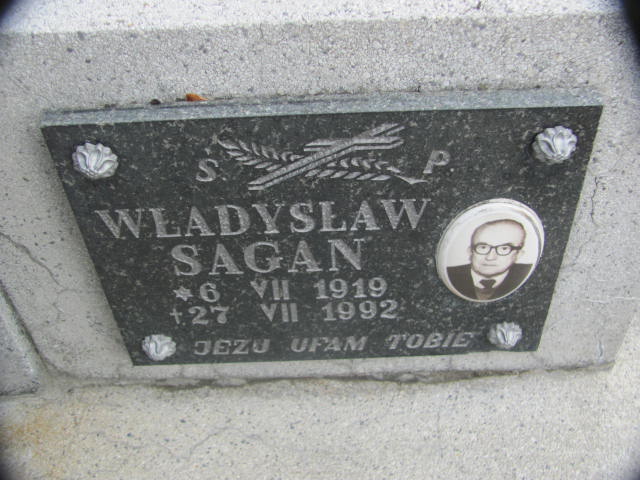 Ś P
WŁADYSŁAW
SAGAN
* 6 VII 1919
† 27 VII 1992
JEZU UFAM TOBIE